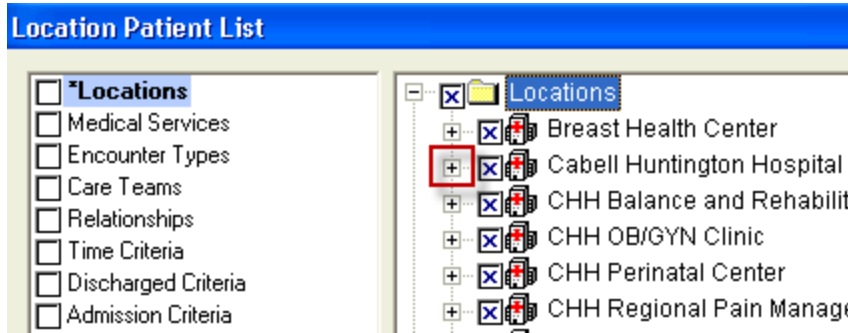 Location Patient List
*Locations
Medical Services
Encounter Types
Care Teams
Relationships
Time Criteria
Discharged Criteria
Admission Criteria
Locations
Breast Health Center
Cabell Huntington Hospital
CHH Balance and Rehabilit
CHH OB/GYN Clinic
CHH Perinatal Center
CHH Regional Pain Manage